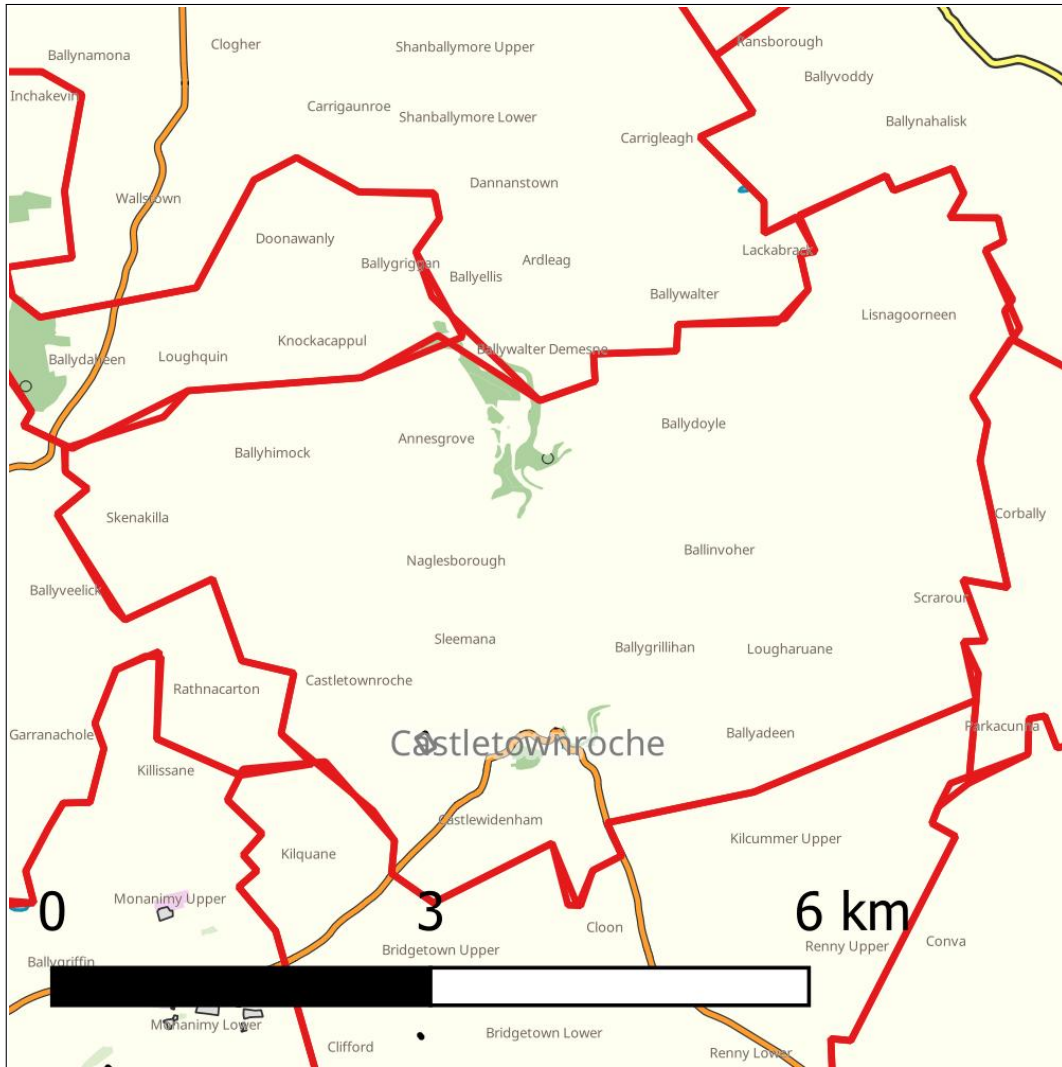 Clogher
Shanballymore Upper
Ransborough
Ballynamona
Ballyvoddy
Inchakevin
Carrigaunroe
Shanballymore Lower
Ballynahalisk
Carrigleagh
Dannanstown
Wallstown
Doonawanly
Lackabrack
Ballygriggan
Ardleag
Ballyellis
Ballywalter
Lisnagoorneen
Knockacappul
Ballywalter Demesne
Ballydaheen
Loughquin
Ballydoyle
Annesgrove
Ballyhimock
Skenakilla
Corbally
Ballinvoher
Naglesborough
Ballyveelick
Scrarour
Sleemana
Ballygrillihan
Lougharuane
Castletownroche
Rathnacarton
Garranachole
Castletownroche
Ballyadeen
Parkacunna
Killissane
Castlewidenham
Kilcummer Upper
Kilquane
Monanimy Upper
0
3
6 km
Cloon
Bridgetown Upper
Renny Upper
Conva
Ballygriffin
Monanimy Lower
Bridgetown Lower
Clifford
Renny Lower